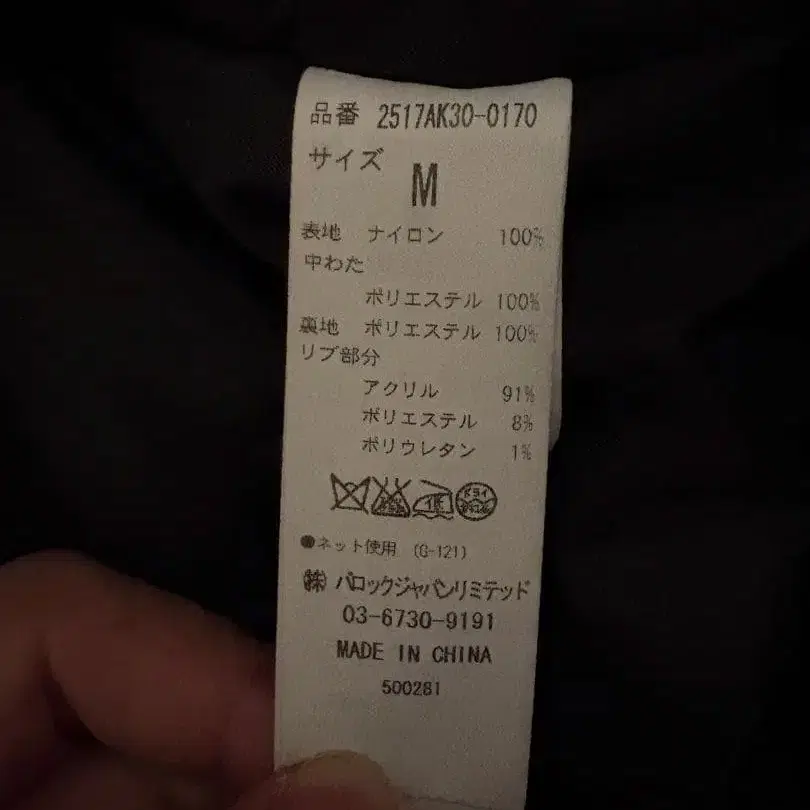 品番 2517AK30-0170
サイズ
M
表地 ナイロン 100%
中わた
ポリエステル 100%
裏地 ポリエステル 100%
リブ部分
アクリル 91%
ポリエステル 8%
ポリウレタン 1%
低 ドライ
●ネット使用 (G-121)
㈱ バロックジャパンリミテッド
03-6730-9191
MADE IN CHINA
500281